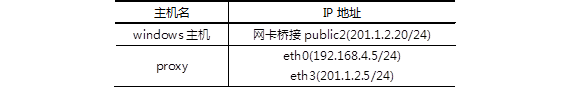 主机名 IP 地址
windows 主机 网卡桥接 public2(201.1.2.20/24)
eth0(192.168.4.5/24)
proxy
eth3(201.1.2.5/24)